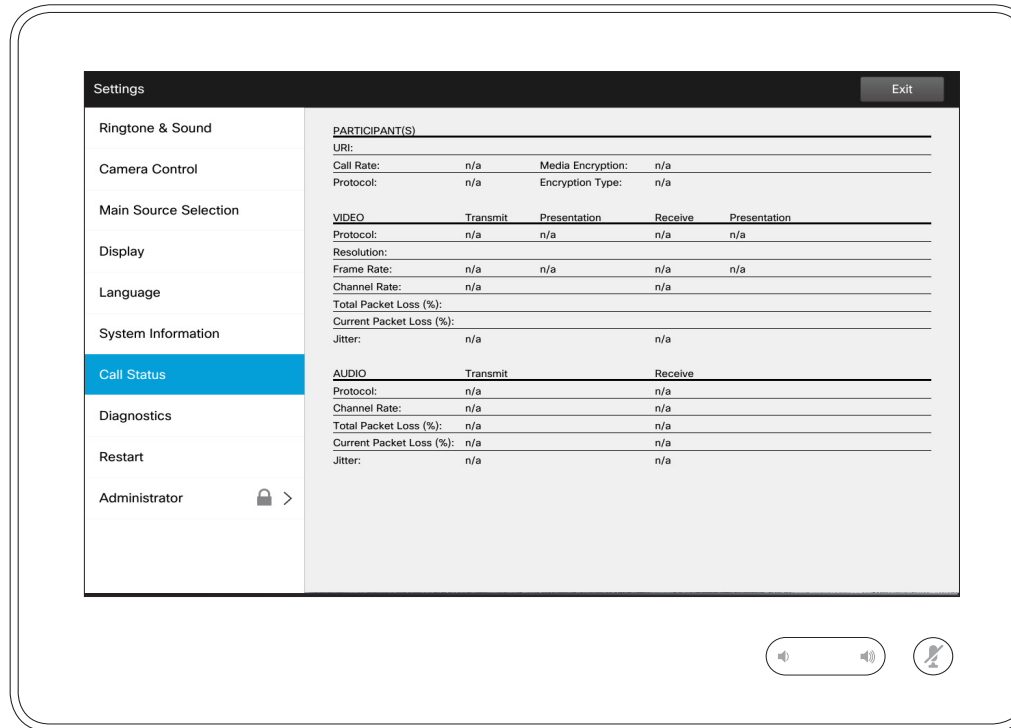 Settings Exit
Ringtone & Sound
Camera Control
Main Source Selection
Display
Language
System Information
Call Status
Diagnostics
Restart
Administrator
PARTICIPANT(S)
URI:
Call Rate: n/a Media Encryption: n/a
Protocol: n/a Encryption Type: n/a
VIDEO Transmit Presentation Receive Presentation
Protocol: n/a n/a n/a n/a
Resolution:
Frame Rate: n/a n/a n/a n/a
Channel Rate: n/a n/a
Total Packet Loss (%):
Current Packet Loss (%):
Jitter: n/a n/a
AUDIO Transmit Receive
Protocol: n/a n/a
Channel Rate: n/a n/a
Total Packet Loss (%): n/a n/a
Current Packet Loss (%): n/a n/a
Jitter: n/a n/a